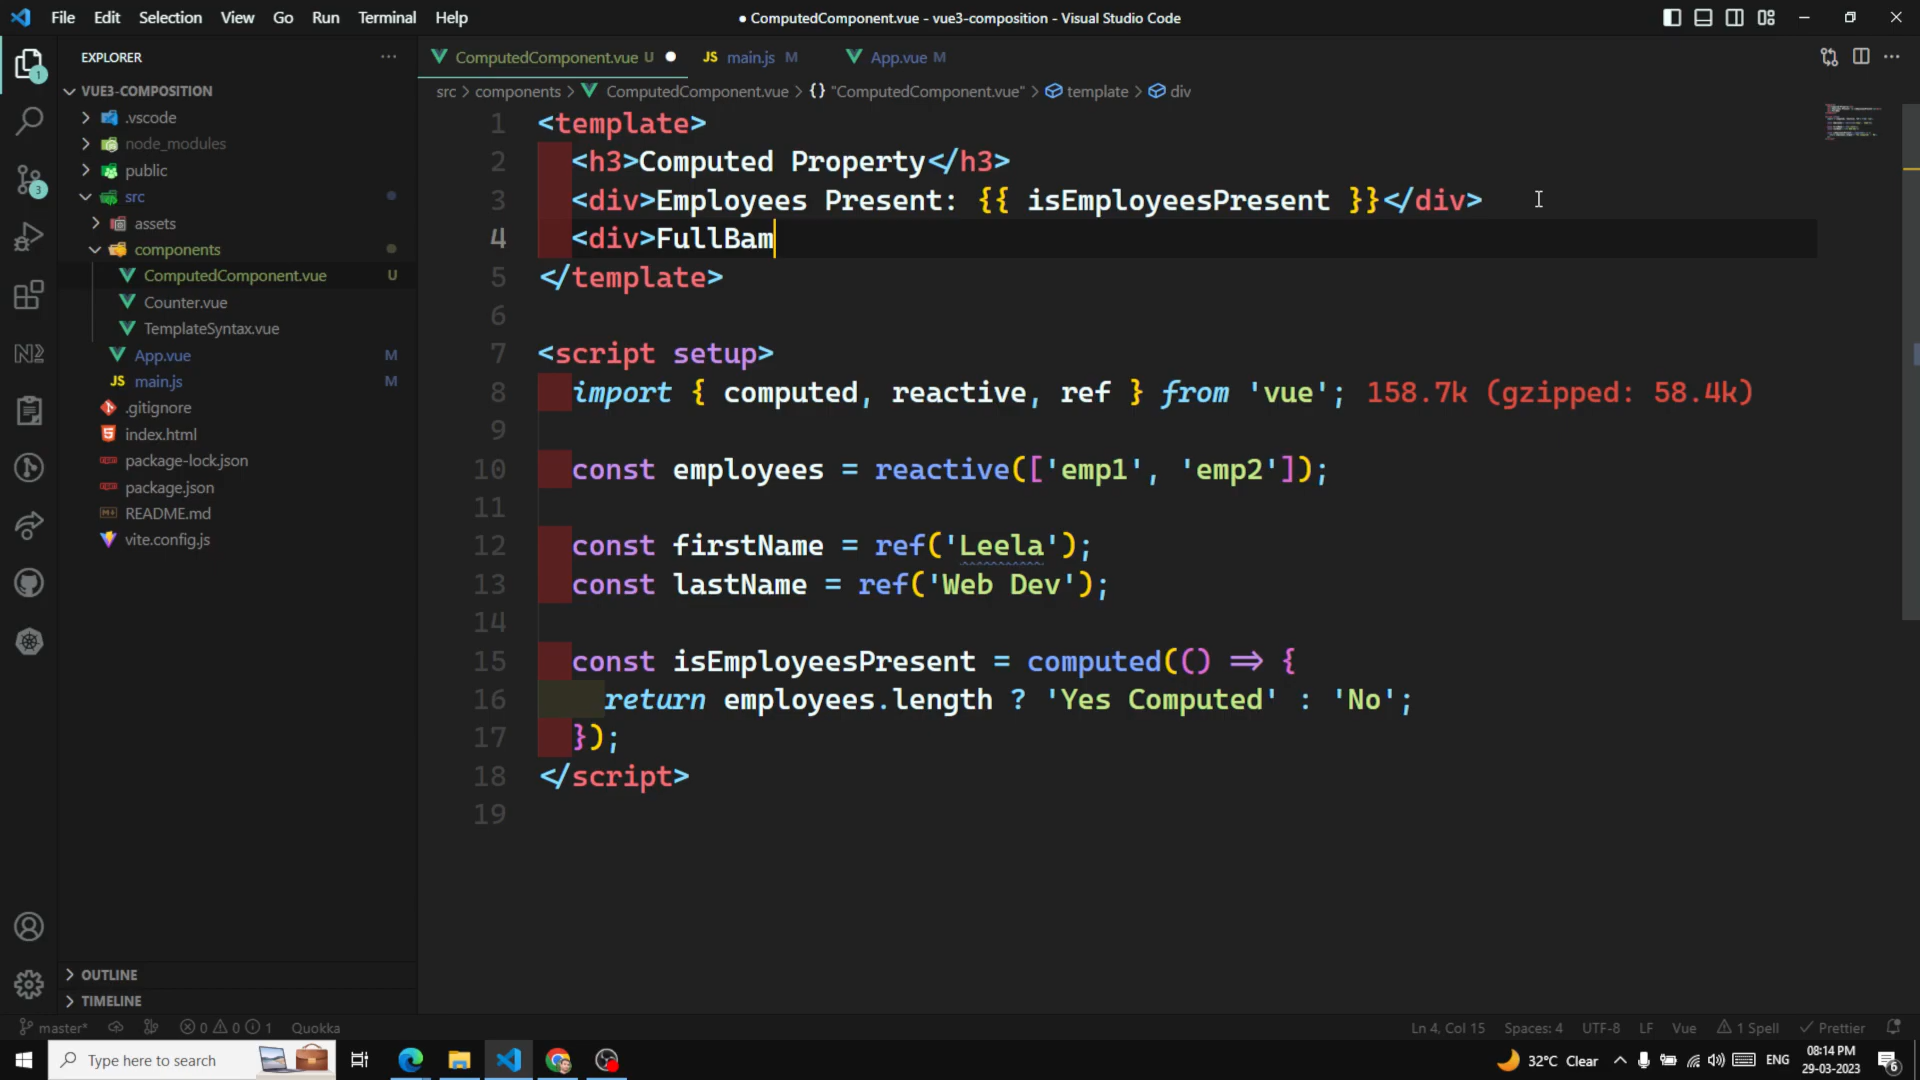 File Edit Selection View Go Run Terminal Help
● ComputedComponent.vue - vue3-composition - Visual Studio Code
EXPLORER
ComputedComponent.vue U
JS main.js M
App.vue M
VUE3-COMPOSITION
src > components > ComputedComponent.vue > {} "ComputedComponent.vue" > template > div
.vscode
node_modules
public
src
assets
components
ComputedComponent.vue U
Counter.vue
TemplateSyntax.vue
App.vue M
JS main.js M
.gitignore
index.html
package-lock.json
package.json
README.md
vite.config.js
1
3
1 <template>
2 <h3>Computed Property</h3>
3 <div>Employees Present: {{ isEmployeesPresent }}</div>
4 <div>FullBam
5 </template>
6
7 <script setup>
8 import { computed, reactive, ref } from 'vue'; 158.7k (gzipped: 58.4k)
9
10 const employees = reactive(['emp1', 'emp2']);
11
12 const firstName = ref('Leela');
13 const lastName = ref('Web Dev');
14
15 const isEmployeesPresent = computed(() => {
16 return employees.length ? 'Yes Computed' : 'No';
17 });
18 </script>
19
OUTLINE
TIMELINE
master* 0 0 1 Quokka
Ln 4, Col 15 Spaces: 4 UTF-8 LF Vue 1 Spell Prettier
Type here to search
32°C Clear ENG 08:14 PM
29-03-2023
6